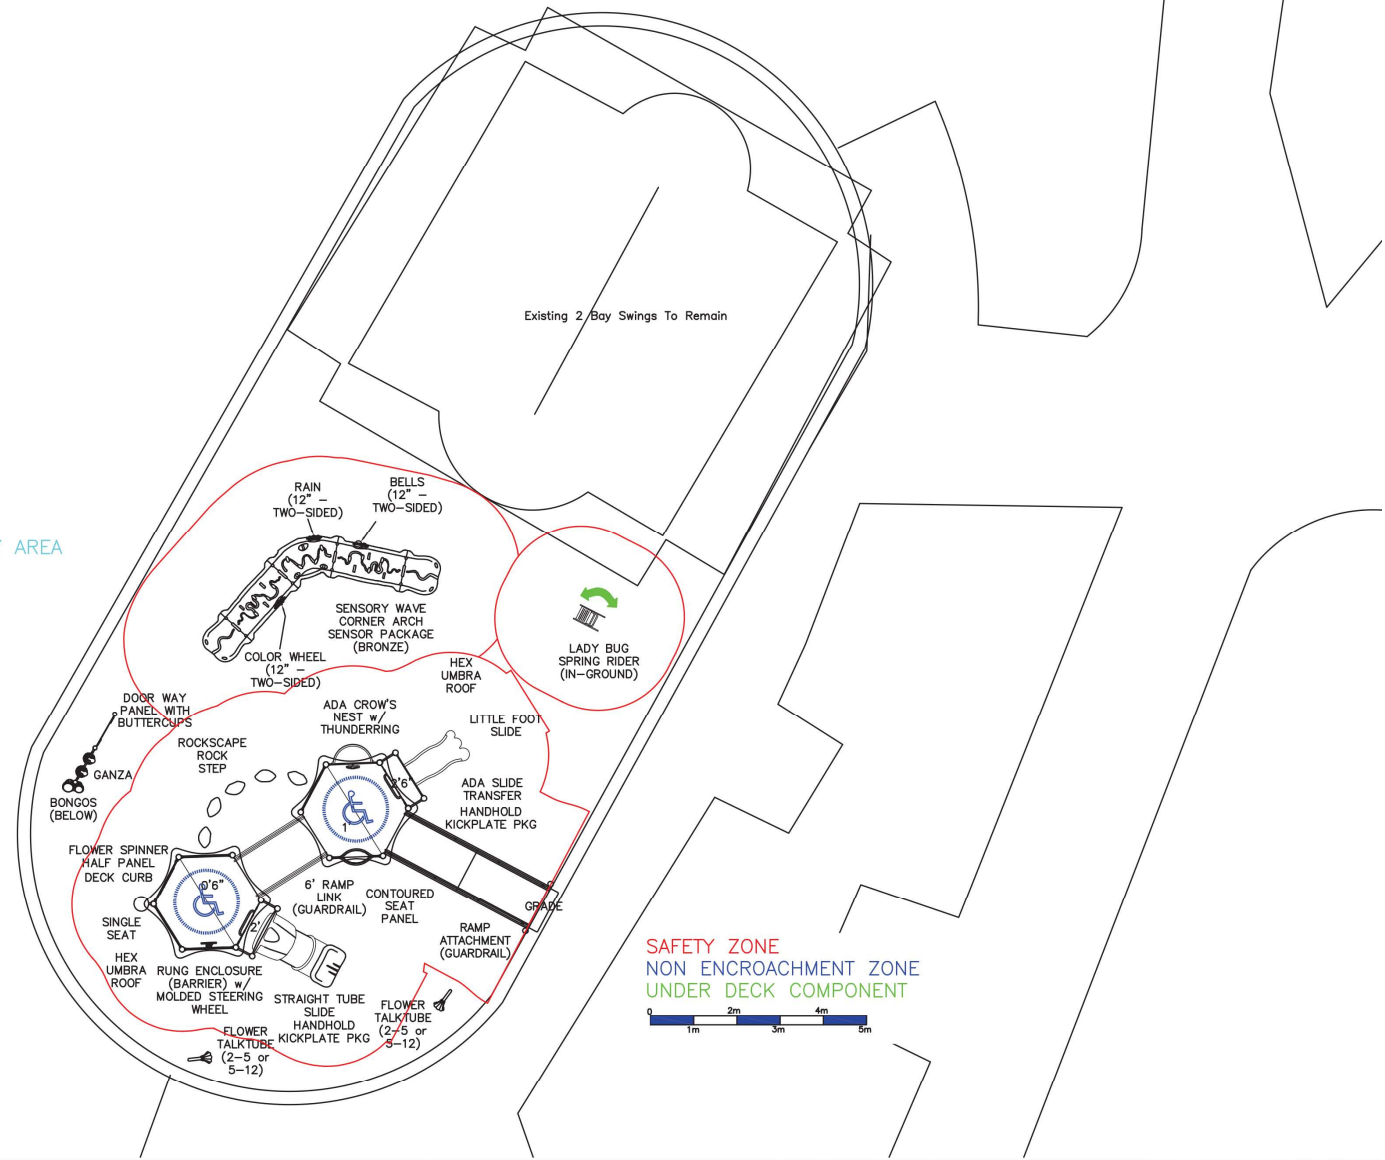 Existing 2 Bay Swings To Remain
RAIN
(12" –
TWO–SIDED)
BELLS
(12" –
TWO–SIDED)
AREA
SENSORY WAVE
CORNER ARCH
SENSOR PACKAGE
(BRONZE)
COLOR WHEEL
(12" –
TWO–SIDED)
LADY BUG
SPRING RIDER
(IN–GROUND)
HEX
UMBRA
ROOF
DOOR WAY
PANEL WITH
BUTTERCUPS
ADA CROW'S
NEST w/
THUNDERRING
LITTLE FOOT
SLIDE
ROCKSCAPE
ROCK
STEP
GANZA
BONGOS
(BELOW)
2'6"
ADA SLIDE
TRANSFER
HANDHOLD
KICKPLATE PKG
1'
FLOWER SPINNER
HALF PANEL
DECK CURB
0'6"
6' RAMP
LINK
(GUARDRAIL)
CONTOURED
SEAT
PANEL
GRADE
SINGLE
SEAT
2'
RAMP
ATTACHMENT
(GUARDRAIL)
HEX
UMBRA
ROOF
RUNG ENCLOSURE
(BARRIER) w/
MOLDED STEERING
WHEEL
STRAIGHT TUBE
SLIDE
HANDHOLD
KICKPLATE PKG
FLOWER
TALKTUBE
(2–5 or
5–12)
FLOWER
TALKTUBE
(2–5 or
5–12)
SAFETY ZONE
NON ENCROACHMENT ZONE
UNDER DECK COMPONENT
0 2m 4m
1m 3m 5m